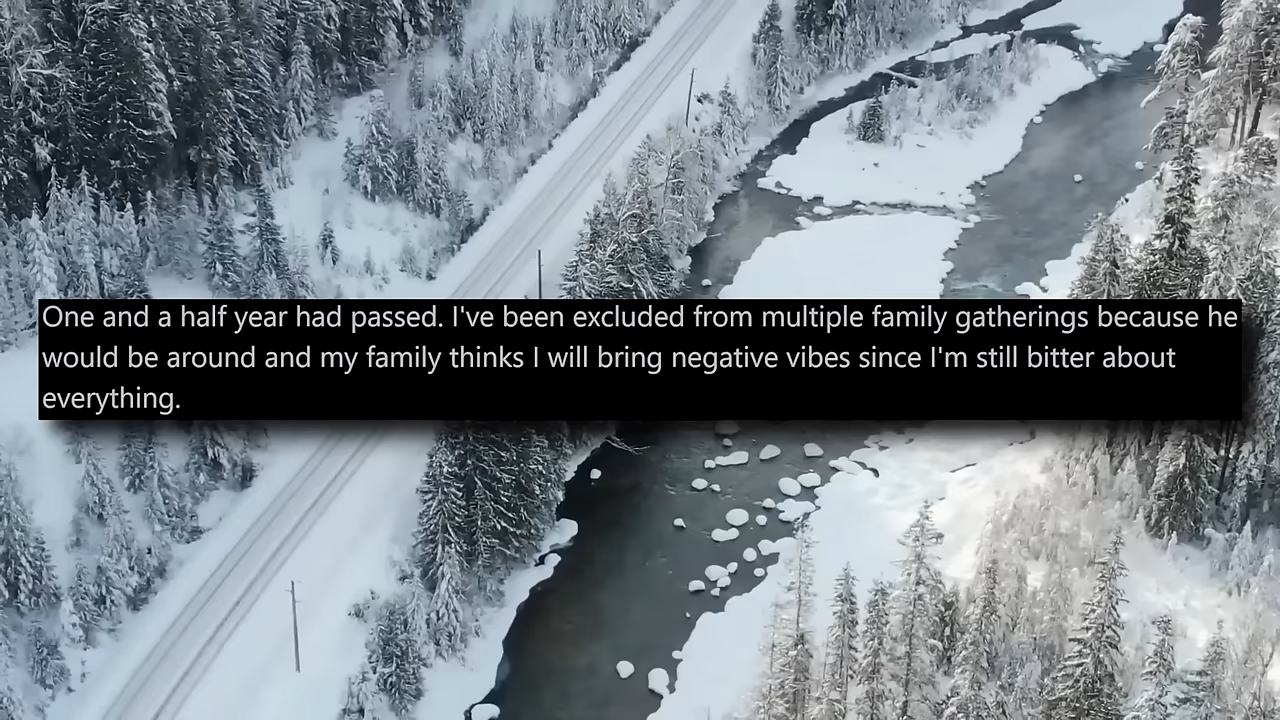 One and a half year had passed. I've been excluded from multiple family gatherings because he
would be around and my family thinks I will bring negative vibes since I'm still bitter about
everything.